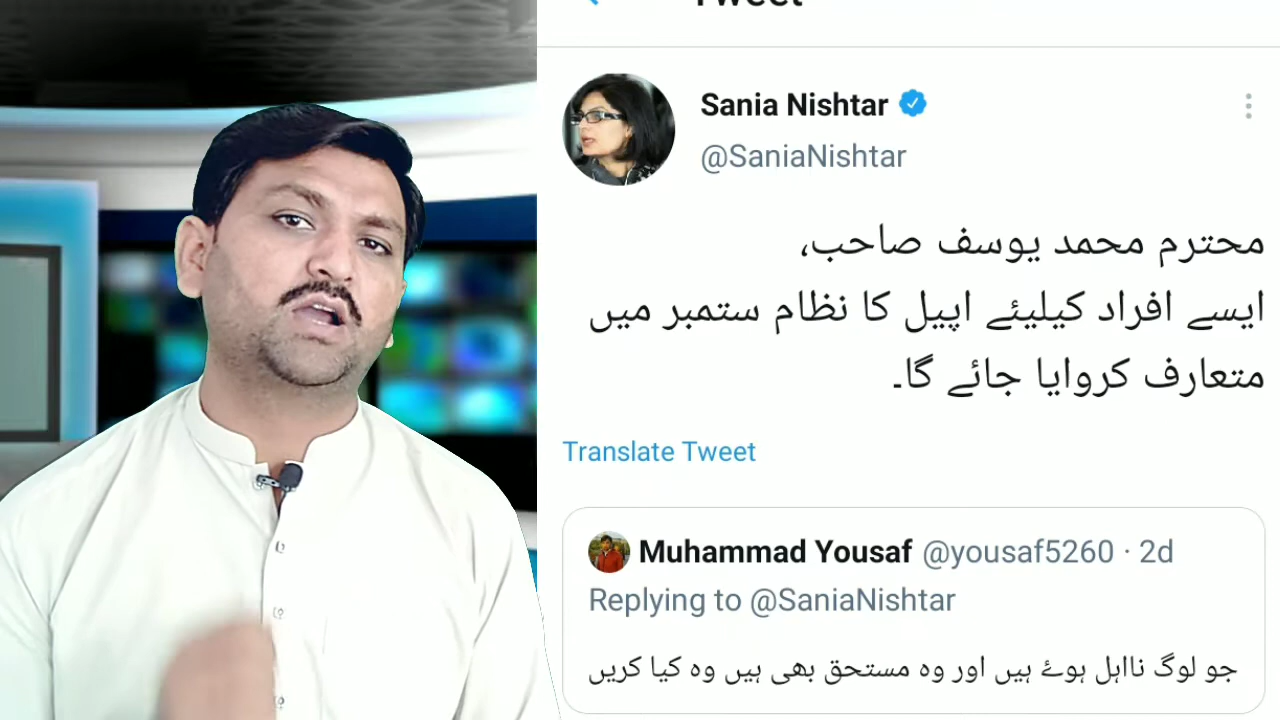 Tweet
Sania Nishtar
@SaniaNishtar
محترم محمد یوسف صاحب،
ایسے افراد کیلیئے اپیل کا نظام ستمبر میں
متعارف کروایا جائے گا۔
Translate Tweet
Muhammad Yousaf @yousaf5260 · 2d
Replying to @SaniaNishtar
جو لوگ نااہل ہوۓ ہیں اور وہ مستحق بھی ہیں وہ کیا کریں